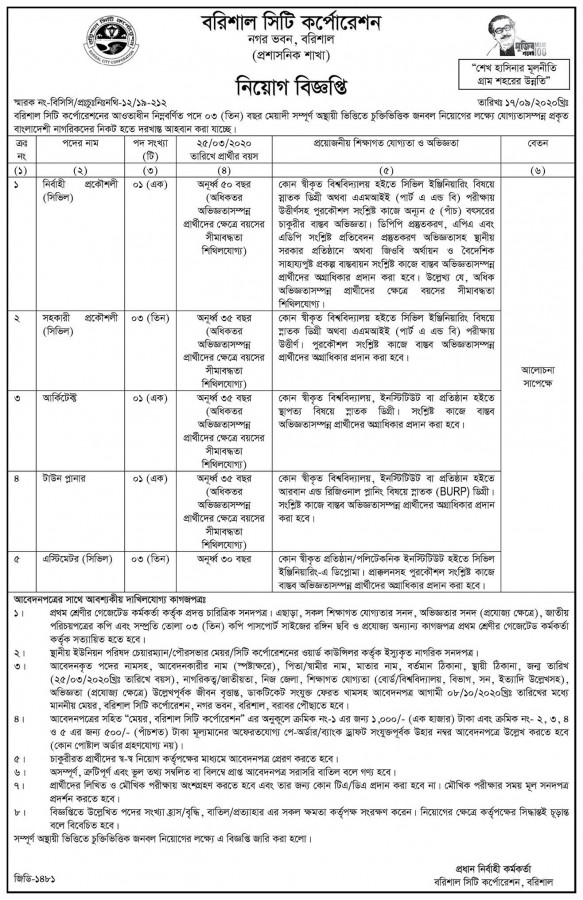 বরিশাল সিটি কর্পোরেশন
নগর ভবন, বরিশাল
(প্রশাসনিক শাখা)
নিয়োগ বিজ্ঞপ্তি
"শেখ হাসিনার মূলনীতি
গ্রাম শহরের উন্নতি"
স্মারক নং-বিসিসি/প্রঃচুঃনিঃনথি-১২/১৯-২১২ তারিখঃ ১৭/০৯/২০২০খ্রিঃ
বরিশাল সিটি কর্পোরেশনের আওতাধীন নিম্নবর্ণিত পদে ০৩ (তিন) বছর মেয়াদী সম্পূর্ণ অস্থায়ী ভিত্তিতে চুক্তিভিত্তিক জনবল নিয়োগের লক্ষ্যে যোগ্যতাসম্পন্ন প্রকৃত
বাংলাদেশী নাগরিকদের নিকট হতে দরখাস্ত আহবান করা যাচ্ছে।
ক্রঃ নং পদের নাম পদ সংখ্যা (টি) ২৫/০৩/২০২০ তারিখে প্রার্থীর বয়স প্রয়োজনীয় শিক্ষাগত যোগ্যতা ও অভিজ্ঞতা বেতন
(১) (২) (৩) (৪) (৫) (৬)
১ নির্বাহী প্রকৌশলী (সিভিল) ০১ (এক)
অনূর্ধ্ব ৫০ বছর
(অধিকতর
অভিজ্ঞতাসম্পন্ন
প্রার্থীদের ক্ষেত্রে বয়সের
সীমাবদ্ধতা
শিথিলযোগ্য)
কোন স্বীকৃত বিশ্ববিদ্যালয় হইতে সিভিল ইঞ্জিনিয়ারিং বিষয়ে
স্নাতক ডিগ্রী অথবা এএমআইই (পার্ট এ এন্ড বি) পরীক্ষায়
উত্তীর্ণসহ পুরকৌশল সংশ্লিষ্ট কাজে অন্যূন ৫ (পাঁচ) বৎসরের
চাকুরীর বাস্তব অভিজ্ঞতা। ডিপিপি প্রস্তুতকরণ, এপিএ এবং
এডিপি সংশ্লিষ্ট প্রতিবেদন প্রস্তুতকরণ অভিজ্ঞতাসহ স্থানীয়
সরকার প্রতিষ্ঠানে অথবা জিওবি অর্থায়ন ও বৈদেশিক
সাহায্যপুষ্ট প্রকল্প বাস্তবায়ন সংশ্লিষ্ট কাজে বাস্তব অভিজ্ঞতাসম্পন্ন
প্রার্থীদের অগ্রাধিকার প্রদান করা হবে। উল্লেখ্য যে, অধিক
অভিজ্ঞতাসম্পন্ন প্রার্থীদের ক্ষেত্রে বয়সের সীমাবদ্ধতা
শিথিলযোগ্য।
২ সহকারী প্রকৌশলী (সিভিল) ০৩ (তিন)
অনূর্ধ্ব ৩৫ বছর
(অধিকতর
অভিজ্ঞতাসম্পন্ন
প্রার্থীদের ক্ষেত্রে বয়সের
সীমাবদ্ধতা
শিথিলযোগ্য)
কোন স্বীকৃত বিশ্ববিদ্যালয় হইতে সিভিল ইঞ্জিনিয়ারিং বিষয়ে
স্নাতক ডিগ্রী অথবা এএমআইই (পার্ট এ এন্ড বি) পরীক্ষায়
উত্তীর্ণ। পুরকৌশল সংশ্লিষ্ট কাজে বাস্তব অভিজ্ঞতাসম্পন্ন
প্রার্থীদের অগ্রাধিকার প্রদান করা হবে।
আলোচনা
সাপেক্ষে
৩ আর্কিটেক্ট ০১ (এক)
অনূর্ধ্ব ৩৫ বছর
(অধিকতর
অভিজ্ঞতাসম্পন্ন
প্রার্থীদের ক্ষেত্রে বয়সের
সীমাবদ্ধতা
শিথিলযোগ্য)
কোন স্বীকৃত বিশ্ববিদ্যালয়, ইনস্টিটিউট বা প্রতিষ্ঠান হইতে
স্থাপত্য বিষয়ে স্নাতক ডিগ্রী। সংশ্লিষ্ট কাজে বাস্তব
অভিজ্ঞতাসম্পন্ন প্রার্থীদের অগ্রাধিকার প্রদান করা হবে।
৪ টাউন প্লানার ০১ (এক)
অনূর্ধ্ব ৩৫ বছর
(অধিকতর
অভিজ্ঞতাসম্পন্ন
প্রার্থীদের ক্ষেত্রে বয়সের
সীমাবদ্ধতা
শিথিলযোগ্য)
কোন স্বীকৃত বিশ্ববিদ্যালয়, ইনস্টিটিউট বা প্রতিষ্ঠান হইতে
আরবান এন্ড রিজিওনাল প্লানিং বিষয়ে স্নাতক (BURP) ডিগ্রী।
সংশ্লিষ্ট কাজে বাস্তব অভিজ্ঞতাসম্পন্ন প্রার্থীদের অগ্রাধিকার প্রদান
করা হবে।
৫ এস্টিমেটর (সিভিল) ০৩ (তিন) অনূর্ধ্ব ৩০ বছর
কোন স্বীকৃত প্রতিষ্ঠান/পলিটেকনিক ইনস্টিটিউট হইতে সিভিল
ইঞ্জিনিয়ারিং-এ ডিপ্লোমা। প্রাক্কলনসহ পুরকৌশল সংশ্লিষ্ট কাজে
বাস্তব অভিজ্ঞতাসম্পন্ন প্রার্থীদের অগ্রাধিকার প্রদান করা হবে।
আবেদনপত্রের সাথে আবশ্যকীয় দাখিলযোগ্য কাগজপত্রঃ
১। প্রথম শ্রেণীর গেজেটেড কর্মকর্তা কর্তৃক প্রদত্ত চারিত্রিক সনদপত্র। এছাড়া, সকল শিক্ষাগত যোগ্যতার সনদ, অভিজ্ঞতার সনদ (প্রযোজ্য ক্ষেত্রে), জাতীয়
পরিচয়পত্রের কপি এবং সম্প্রতি তোলা ০৩ (তিন) কপি পাসপোর্ট সাইজের রঙ্গিন ছবি ও প্রযোজ্য অন্যান্য কাগজপত্র প্রথম শ্রেণীর গেজেটেড কর্মকর্তা
কর্তৃক সত্যায়িত হতে হবে।
২। স্থানীয় ইউনিয়ন পরিষদ চেয়ারম্যান/পৌরসভার মেয়র/সিটি কর্পোরেশনের ওয়ার্ড কাউন্সিলর কর্তৃক ইস্যুকৃত নাগরিক সনদপত্র।
৩। আবেদনকৃত পদের নামসহ, আবেদনকারীর নাম (স্পষ্টাক্ষরে), পিতা/স্বামীর নাম, মাতার নাম, বর্তমান ঠিকানা, স্থায়ী ঠিকানা, জন্ম তারিখ
(২৫/০৩/২০২০খ্রিঃ তারিখে বয়স), নাগরিকত্ব/জাতীয়তা, নিজ জেলা, শিক্ষাগত যোগ্যতা (বোর্ড/বিশ্ববিদ্যালয়, বিভাগ, সন, ইত্যাদি উল্লেখসহ),
অভিজ্ঞতা (প্রযোজ্য ক্ষেত্রে) উল্লেখপূর্বক জীবন বৃত্তান্ত, ডাকটিকেট সংযুক্ত ফেরত খামসহ আবেদনপত্র আগামী ০৮/১০/২০২০খ্রিঃ তারিখের মধ্যে
মাননীয় মেয়র, বরিশাল সিটি কর্পোরেশন, নগর ভবন, বরিশাল, বরাবর পৌছাতে হবে।
৪। আবেদনপত্রের সহিত "মেয়র, বরিশাল সিটি কর্পোরেশন" এর অনুকূলে ক্রমিক নং-১ এর জন্য ১,০০০/- (এক হাজার) টাকা এবং ক্রমিক নং- ২, ৩, ৪
ও ৫ এর জন্য ৫০০/- (পাঁচশত) টাকা মূল্যমানের অফেরতযোগ্য পে-অর্ডার/ব্যাংক ড্রাফট সংযুক্তপূর্বক উহার নম্বর আবেদনপত্রে উল্লেখ করতে হবে
(কোন পোষ্টাল অর্ডার গ্রহণযোগ্য নয়)।
৫। চাকুরীরত প্রার্থীদের স্ব-স্ব নিয়োগ কর্তৃপক্ষের মাধ্যমে আবেদনপত্র প্রেরণ করতে হবে।
৬। অসম্পূর্ণ, ক্রটিপূর্ণ এবং ভুল তথ্য সম্বলিত বা বিলম্বে প্রাপ্ত আবেদনপত্র সরাসরি বাতিল বলে গণ্য হবে।
৭। প্রার্থীদের লিখিত ও মৌখিক পরীক্ষায় অংশগ্রহণ করতে হবে এবং তার জন্য কোন টিএ/ডিএ প্রদান করা হবে না। মৌখিক পরীক্ষার সময় মূল সনদপত্র
প্রদর্শন করতে হবে।
৮। বিজ্ঞপ্তিতে উল্লেখিত পদের সংখ্যা হ্রাস/বৃদ্ধি, বাতিল/প্রত্যাহার এর সকল ক্ষমতা কর্তৃপক্ষ সংরক্ষণ করেন। নিয়োগের ক্ষেত্রে কর্তৃপক্ষের সিদ্ধান্তই চূড়ান্ত
বলে বিবেচিত হবে।
সম্পূর্ণ অস্থায়ী ভিত্তিতে চুক্তিভিত্তিক জনবল নিয়োগের লক্ষ্যে এ বিজ্ঞপ্তি জারি করা হলো।
প্রধান নির্বাহী কর্মকর্তা
বরিশাল সিটি কর্পোরেশন, বরিশাল
জিডি-১৪৮১